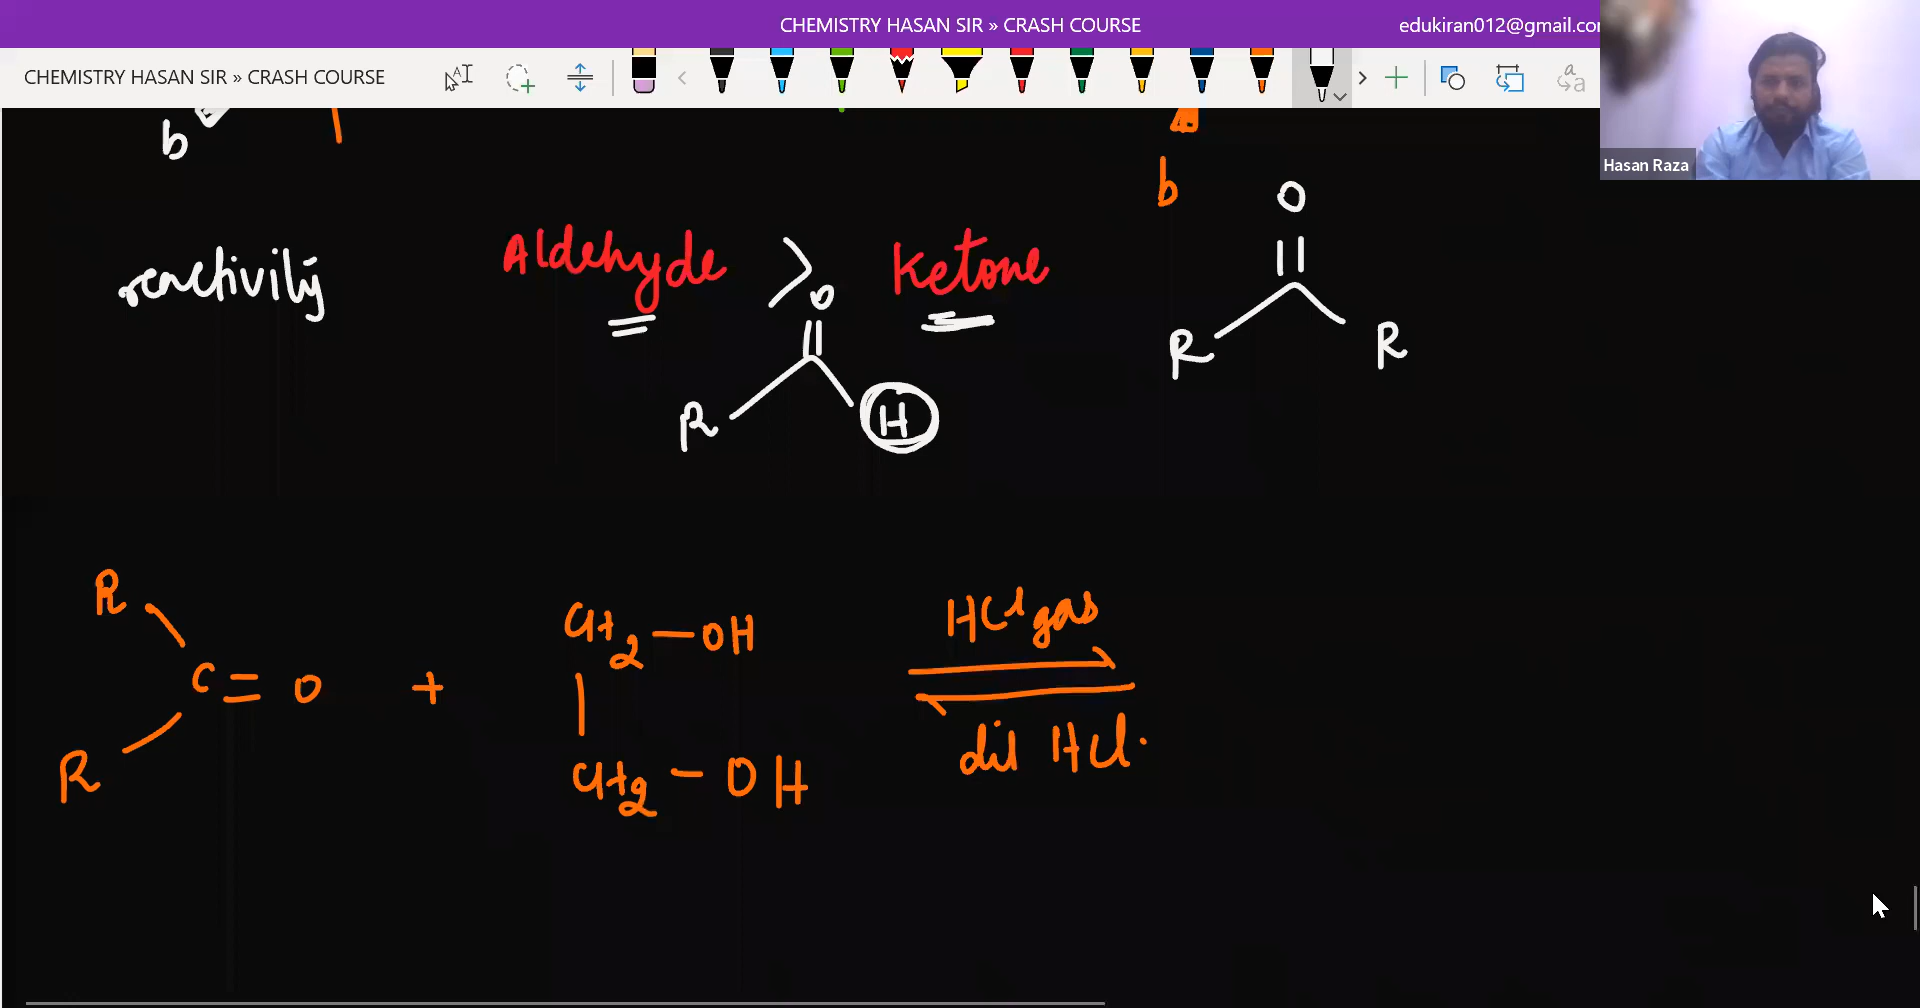 CHEMISTRY HASAN SIR » CRASH COURSE
edukiran012@gmail.co
CHEMISTRY HASAN SIR » CRASH COURSE
Hasan Raza
b
b
O
reactivity Aldehyde > Ketone
O
R R
R H
R
C = O + CH2 — OH HCl gas
dil HCl.
R CH2 — OH